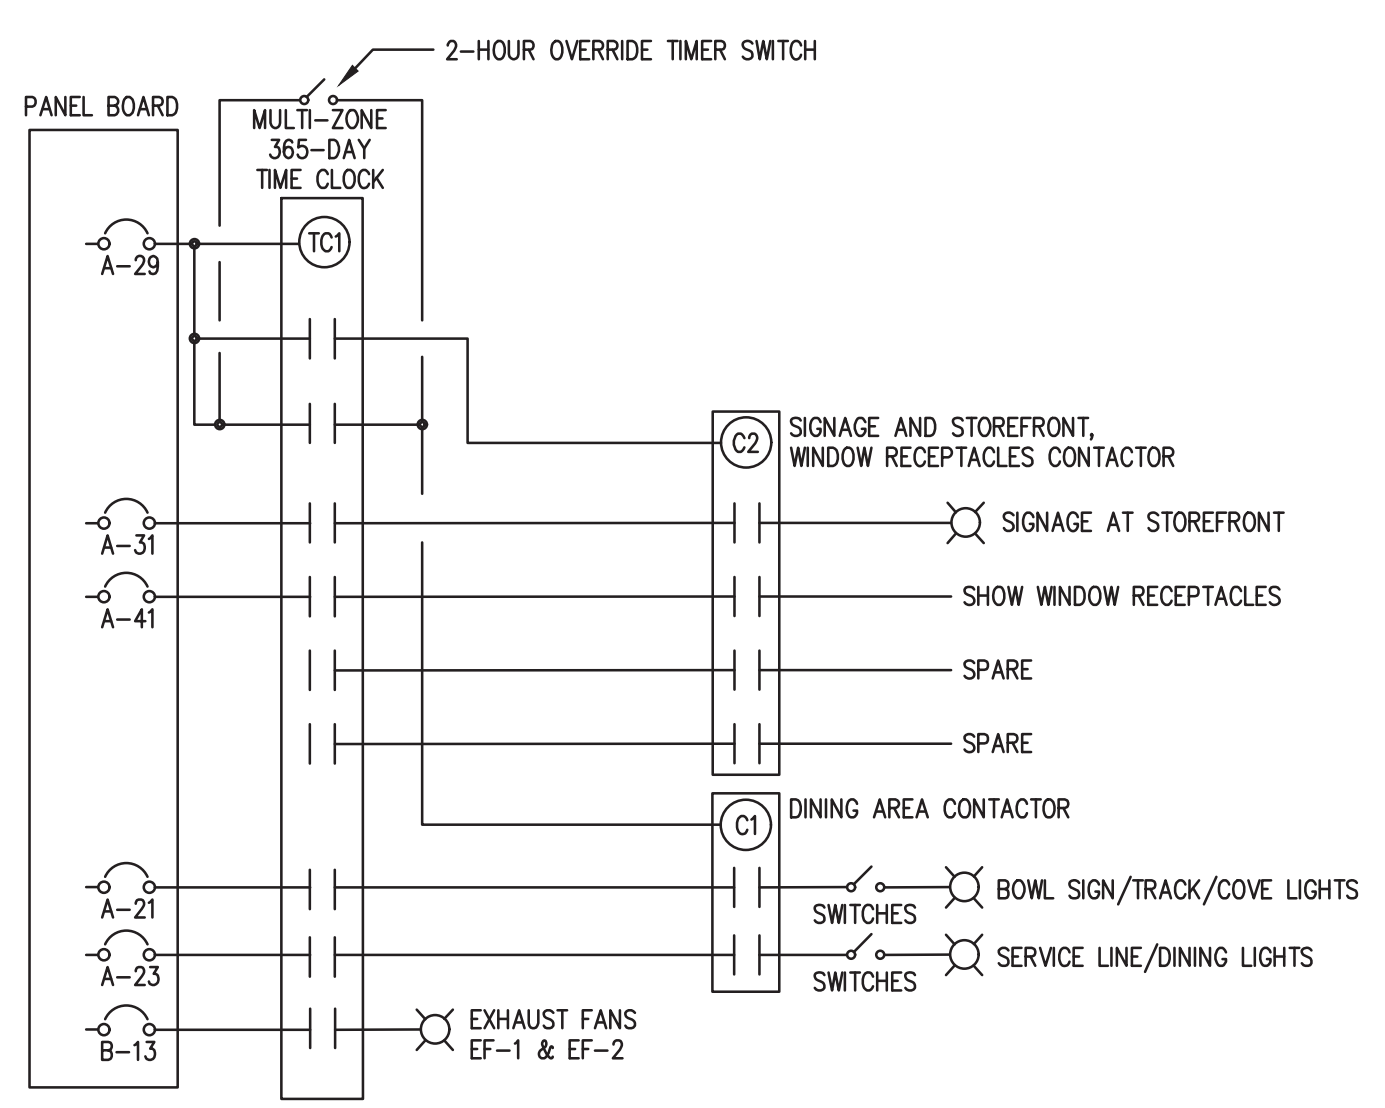 2-HOUR OVERRIDE TIMER SWITCH
PANEL BOARD
MULTI-ZONE
365-DAY
TIME CLOCK
TC1
A-29
C2
SIGNAGE AND STOREFRONT,
WINDOW RECEPTACLES CONTACTOR
A-31
SIGNAGE AT STOREFRONT
A-41
SHOW WINDOW RECEPTACLES
SPARE
SPARE
C1
DINING AREA CONTACTOR
A-21
SWITCHES
BOWL SIGN/TRACK/COVE LIGHTS
A-23
SWITCHES
SERVICE LINE/DINING LIGHTS
B-13
EXHAUST FANS
EF-1 & EF-2